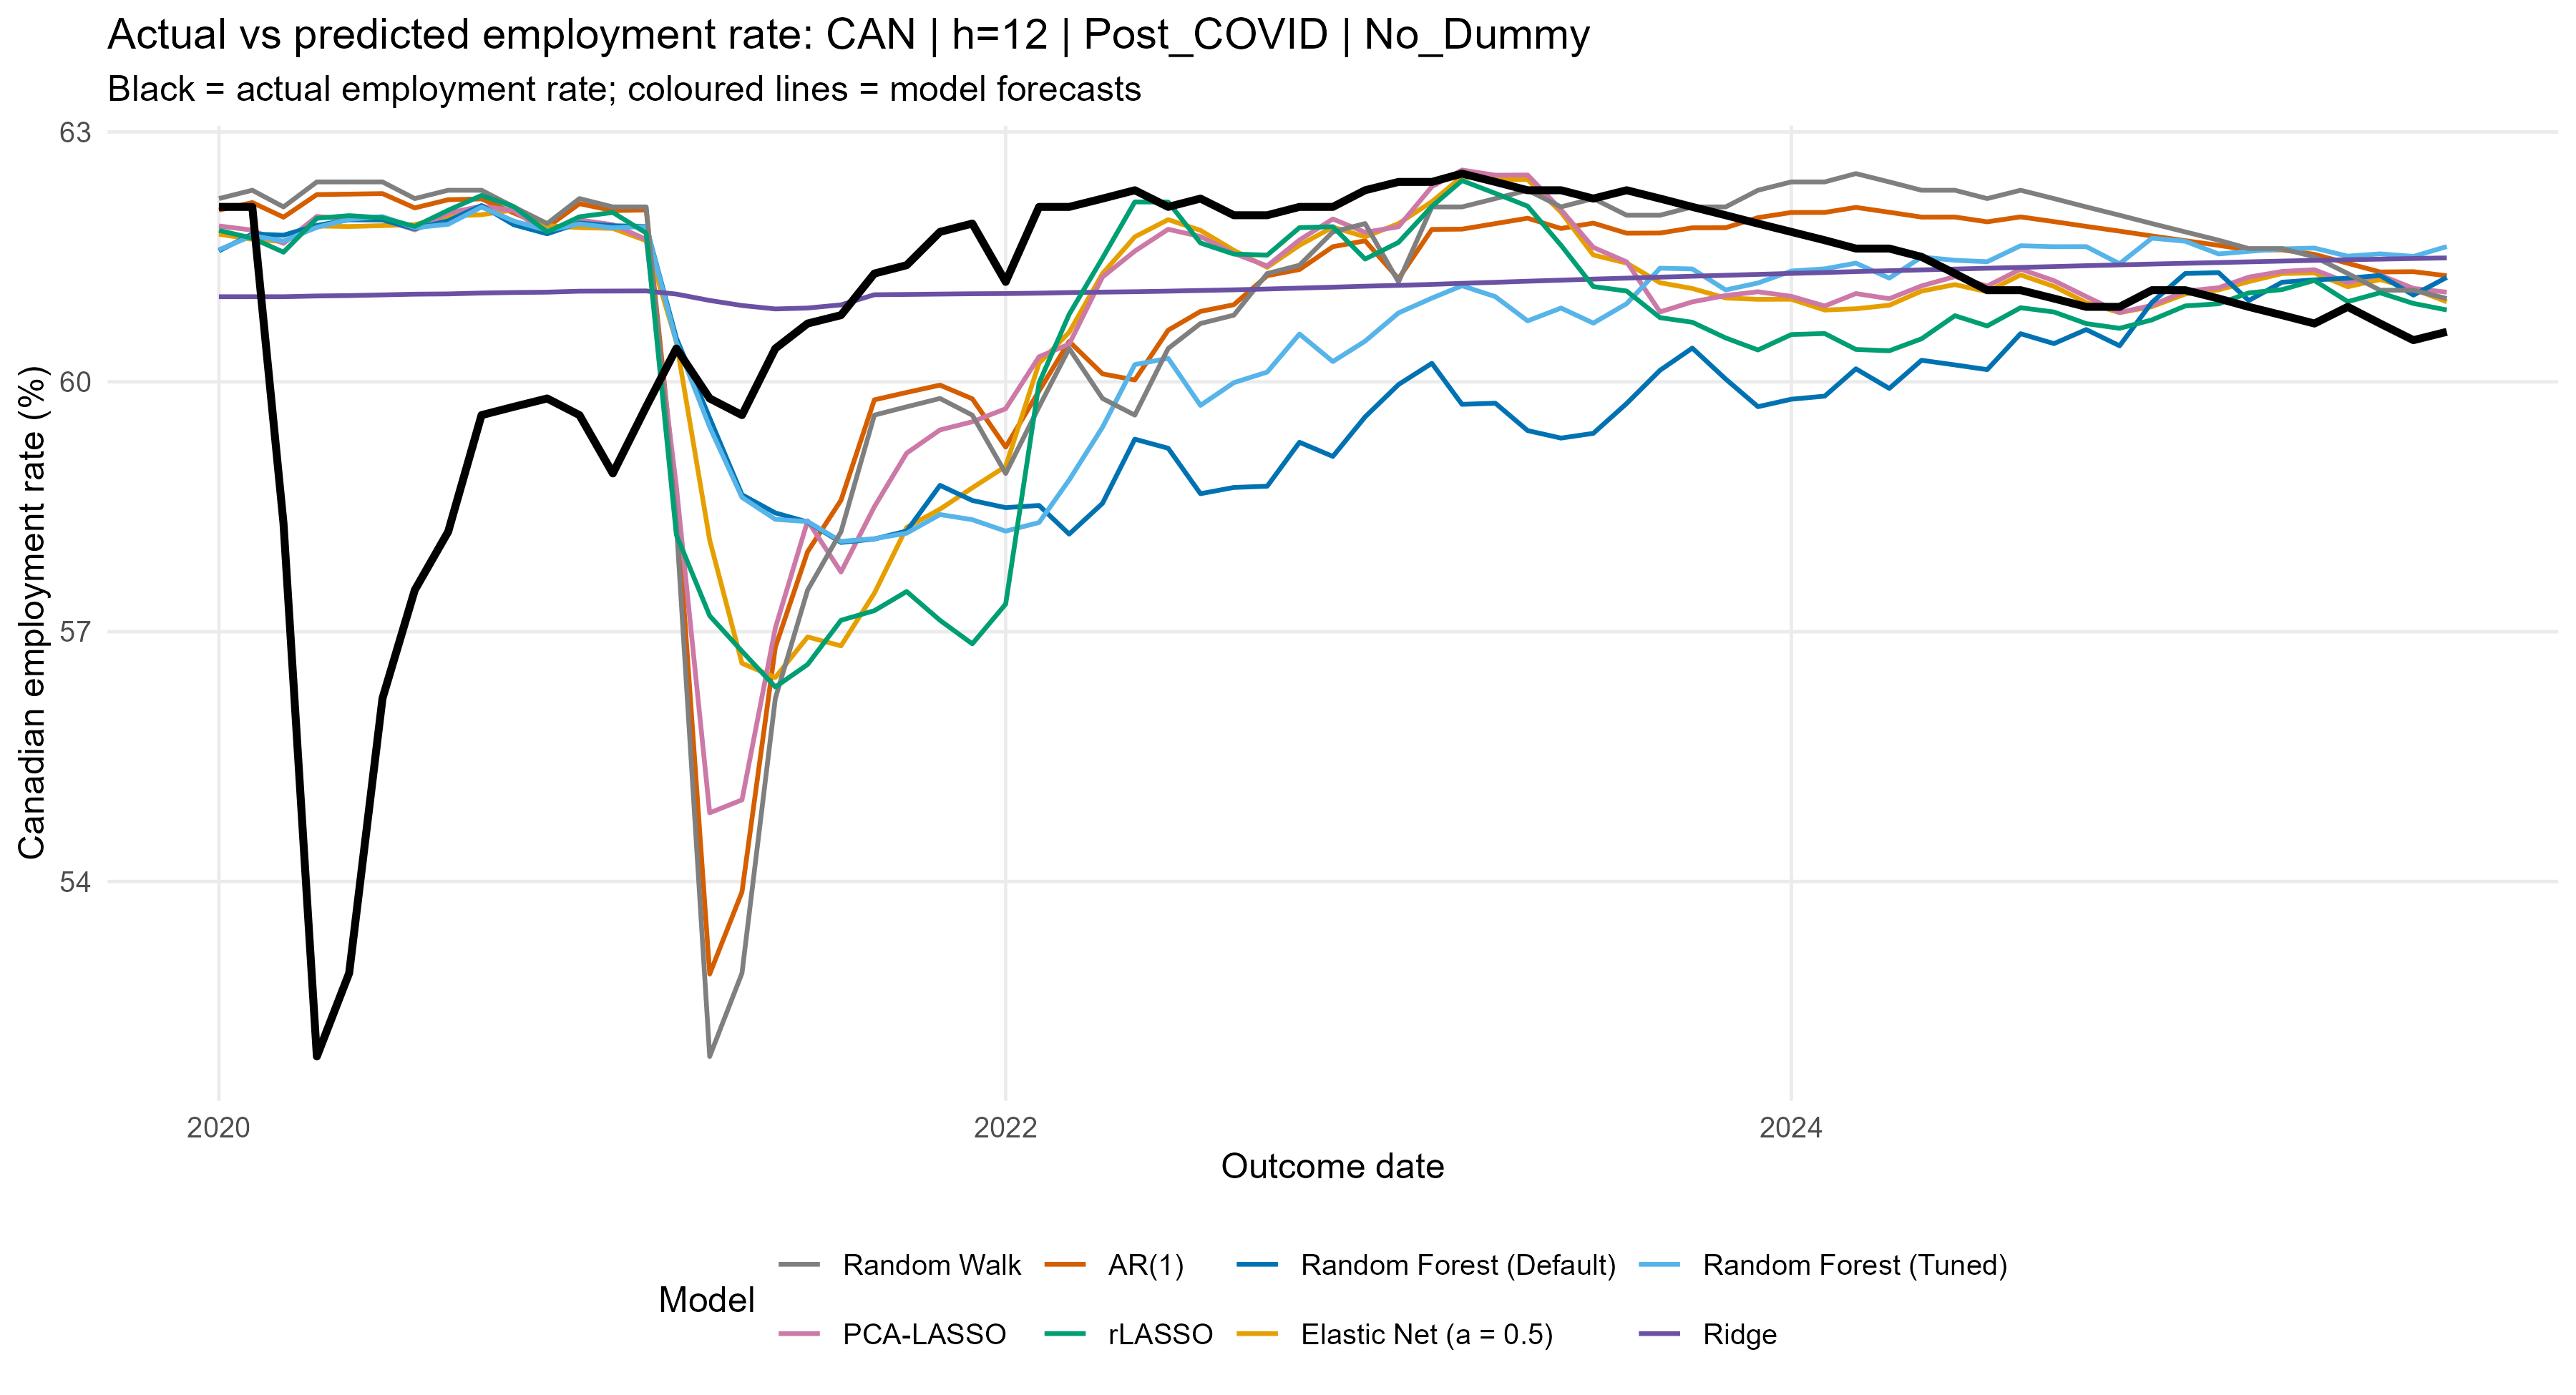 Actual vs predicted employment rate: CAN | h=12 | Post_COVID | No_Dummy
Black = actual employment rate; coloured lines = model forecasts
Canadian employment rate (%)
63
60
57
54
2020
2022
2024
Outcome date
Model
Random Walk
AR(1)
Random Forest (Default)
Random Forest (Tuned)
PCA-LASSO
rLASSO
Elastic Net (a = 0.5)
Ridge